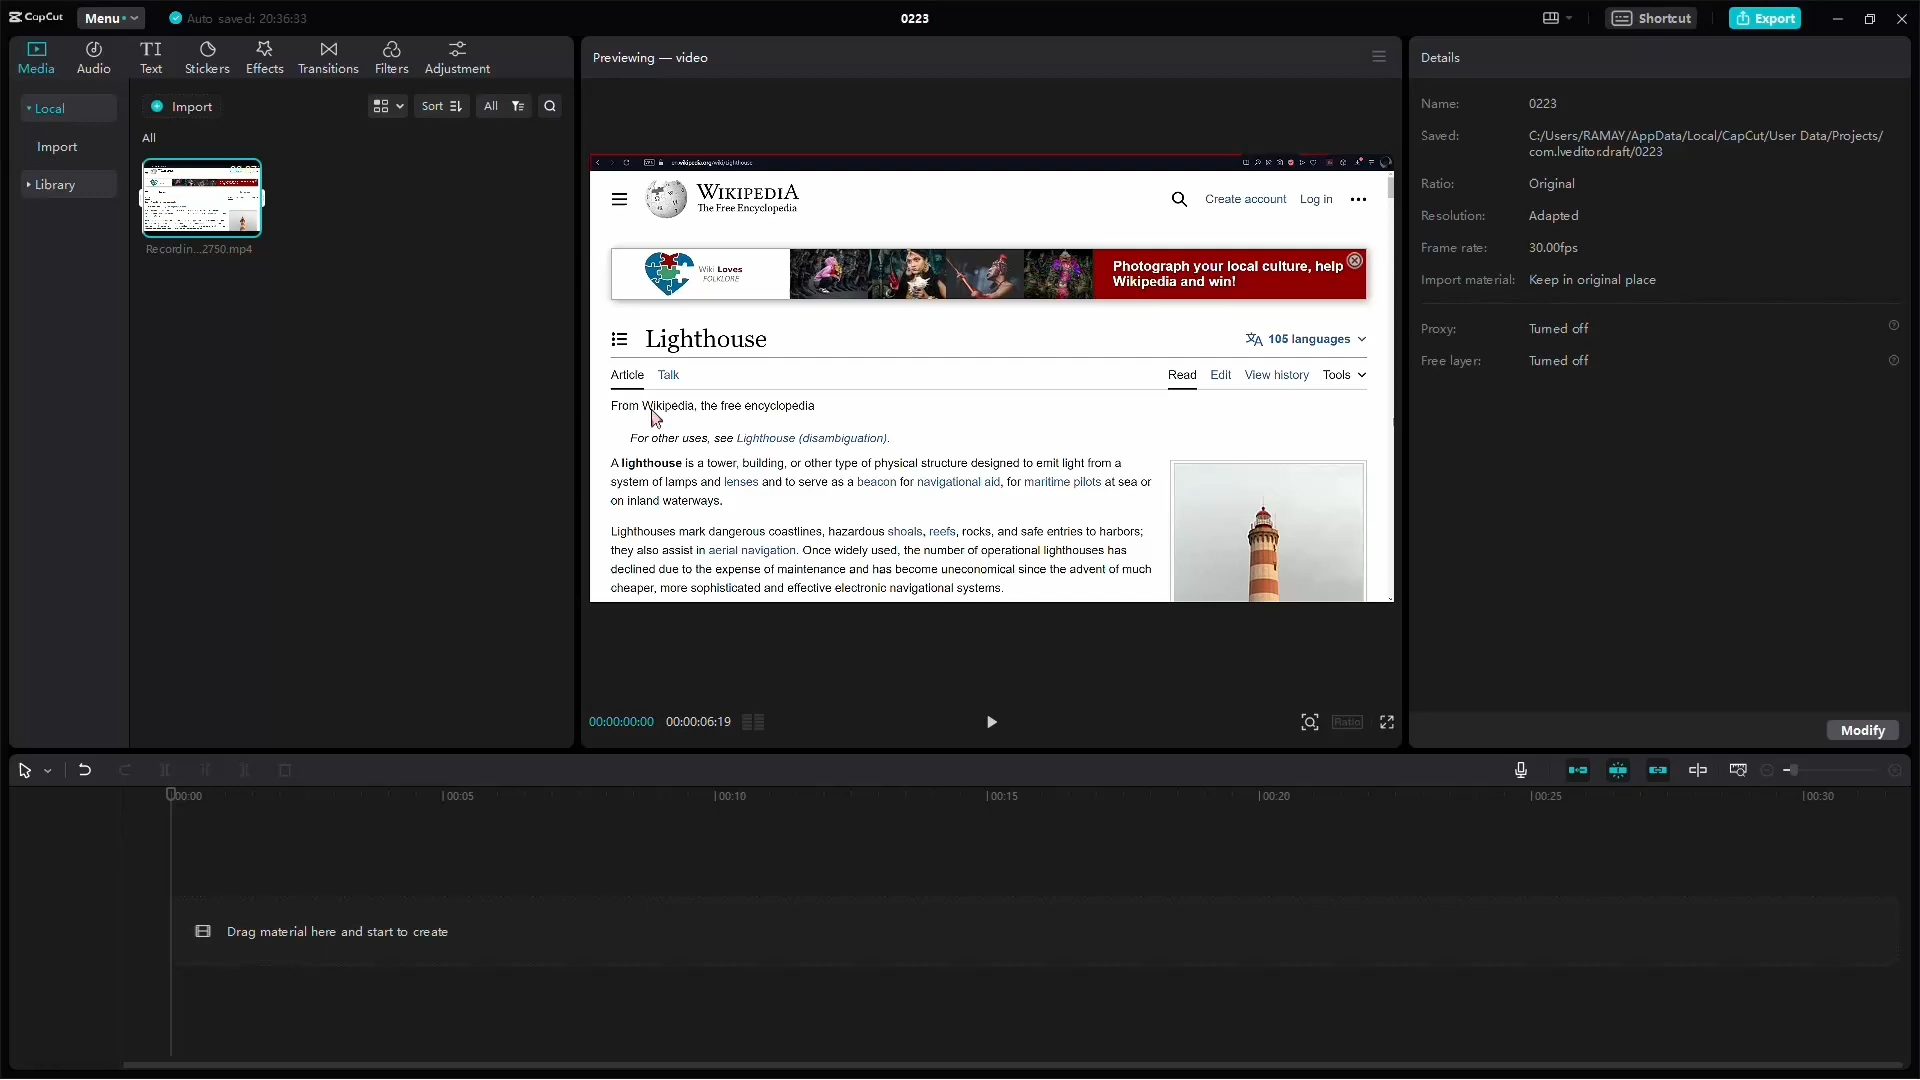 CapCut
Menu
Auto saved: 20:36:33
0223
Shortcut
Export
Media
Audio
TI
Text
Stickers
Effects
Transitions
Filters
Adjustment
Local
Import
Library
Import
Sort
All
All
Recordin...2750.mp4
Previewing — video
en.wikipedia.org/wiki/Lighthouse
WIKIPEDIA
The Free Encyclopedia
Create account
Log in
Wiki Loves
FOLKLORE
Photograph your local culture, help
Wikipedia and win!
Lighthouse
105 languages
Article
Talk
Read
Edit
View history
Tools
From Wikipedia, the free encyclopedia
For other uses, see Lighthouse (disambiguation).
A lighthouse is a tower, building, or other type of physical structure designed to emit light from a
system of lamps and lenses and to serve as a beacon for navigational aid, for maritime pilots at sea or
on inland waterways.
Lighthouses mark dangerous coastlines, hazardous shoals, reefs, rocks, and safe entries to harbors;
they also assist in aerial navigation. Once widely used, the number of operational lighthouses has
declined due to the expense of maintenance and has become uneconomical since the advent of much
cheaper, more sophisticated and effective electronic navigational systems.
00:00:00:00
00:00:06:19
Ratio
Details
Name:
0223
Saved:
C:/Users/RAMAY/AppData/Local/CapCut/User Data/Projects/
com.lveditor.draft/0223
Ratio:
Original
Resolution:
Adapted
Frame rate:
30.00fps
Import material:
Keep in original place
Proxy:
Turned off
Free layer:
Turned off
Modify
00:00
00:05
00:10
00:15
00:20
00:25
00:30
Drag material here and start to create